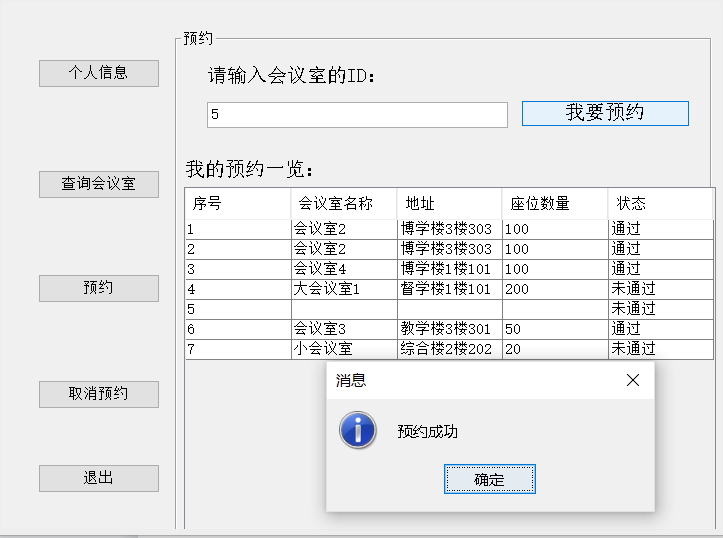 个人信息
查询会议室
预约
取消预约
退出
预约
请输入会议室的ID：
5
我要预约
我的预约一览：
序号 会议室名称 地址 座位数量 状态
1 会议室2 博学楼3楼303 100 通过
2 会议室2 博学楼3楼303 100 通过
3 会议室4 博学楼1楼101 100 通过
4 大会议室1 督学楼1楼101 200 未通过
5 未通过
6 会议室3 教学楼3楼301 50 通过
7 小会议室 综合楼2楼202 20 未通过
消息
预约成功
确定